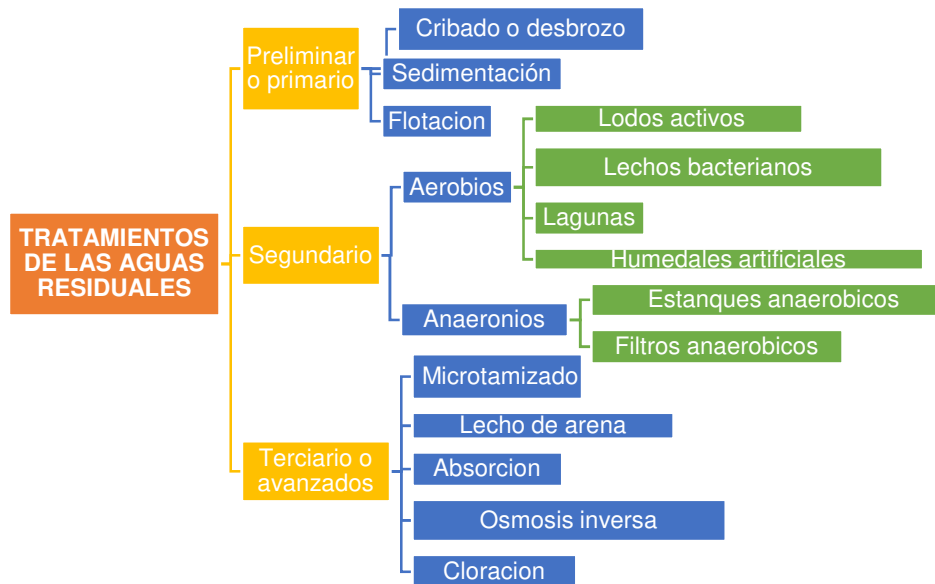 TRATAMIENTOS
DE LAS AGUAS
RESIDUALES
Preliminar
o primario
Cribado o desbrozo
Sedimentación
Flotacion
Segundario
Aerobios
Lodos activos
Lechos bacterianos
Lagunas
Humedales artificiales
Anaeronios
Estanques anaerobicos
Filtros anaerobicos
Terciario o
avanzados
Microtamizado
Lecho de arena
Absorcion
Osmosis inversa
Cloracion